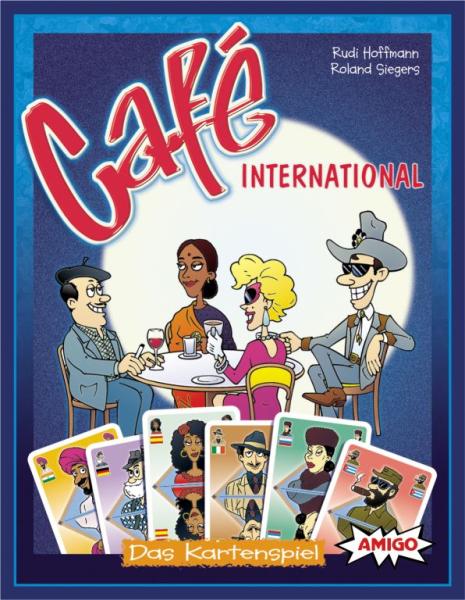 Rudi Hoffmann
Roland Siegers
Café
INTERNATIONAL
Das Kartenspiel
AMIGO